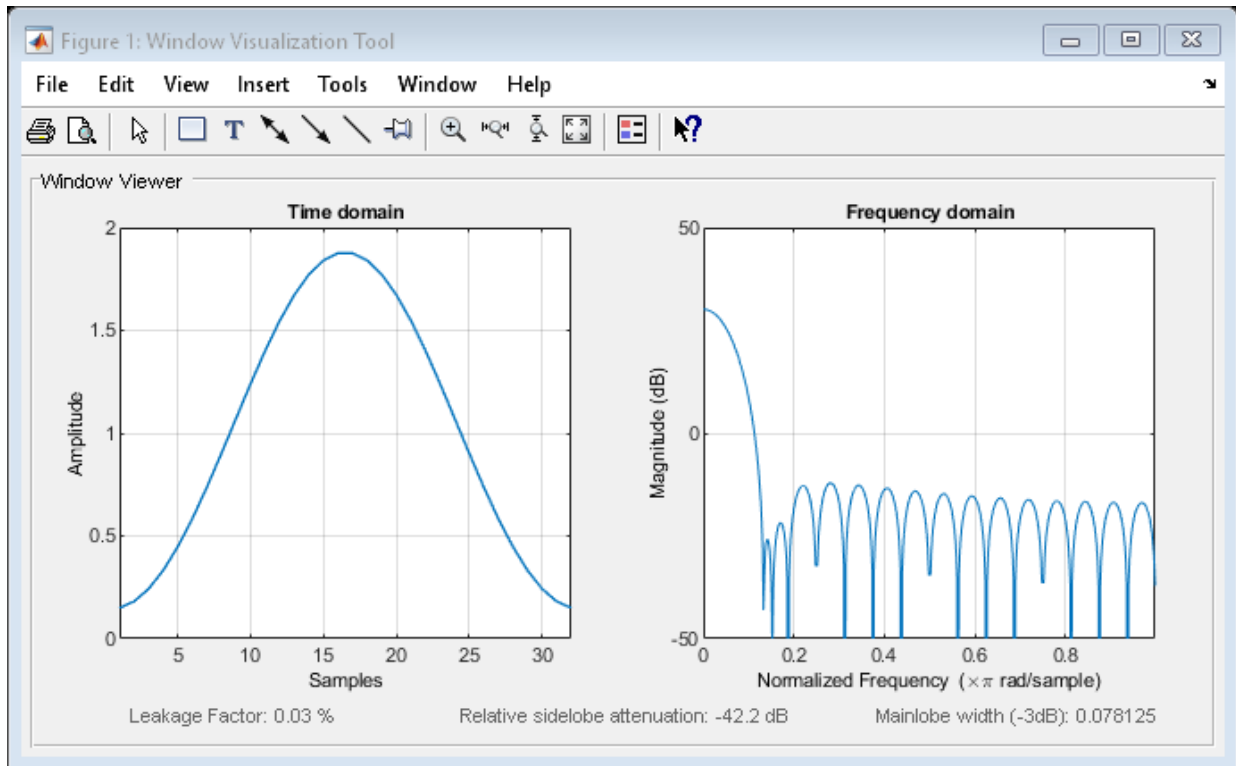 Figure 1: Window Visualization Tool
File Edit View Insert Tools Window Help
T
?
Window Viewer
Time domain
2
1.5
1
0.5
0
5 10 15 20 25 30
Amplitude
Samples
Frequency domain
50
0
-50
0 0.2 0.4 0.6 0.8
Magnitude (dB)
Normalized Frequency (×π rad/sample)
Leakage Factor: 0.03 % Relative sidelobe attenuation: -42.2 dB Mainlobe width (-3dB): 0.078125